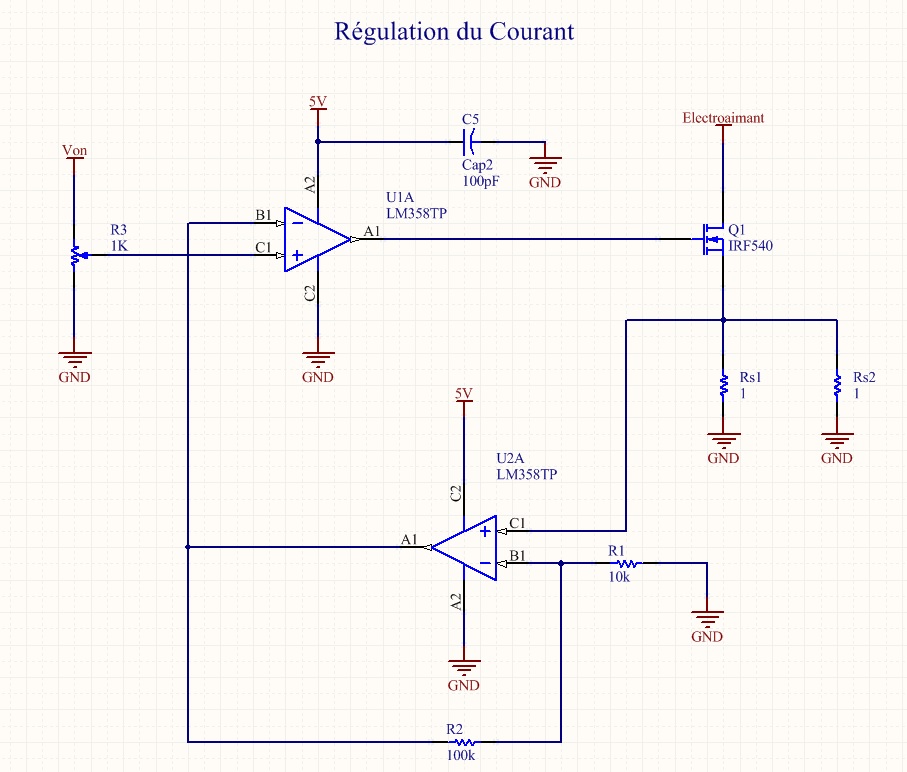 Régulation du Courant
5V
C5
Cap2
100pF
GND
Electroaimant
Von
A2
U1A
LM358TP
B1
R3
1K
C1
A1
Q1
IRF540
C2
GND
GND
Rs1
1
Rs2
1
5V
GND
GND
U2A
LM358TP
C2
C1
A1
B1
R1
10k
A2
GND
GND
R2
100k